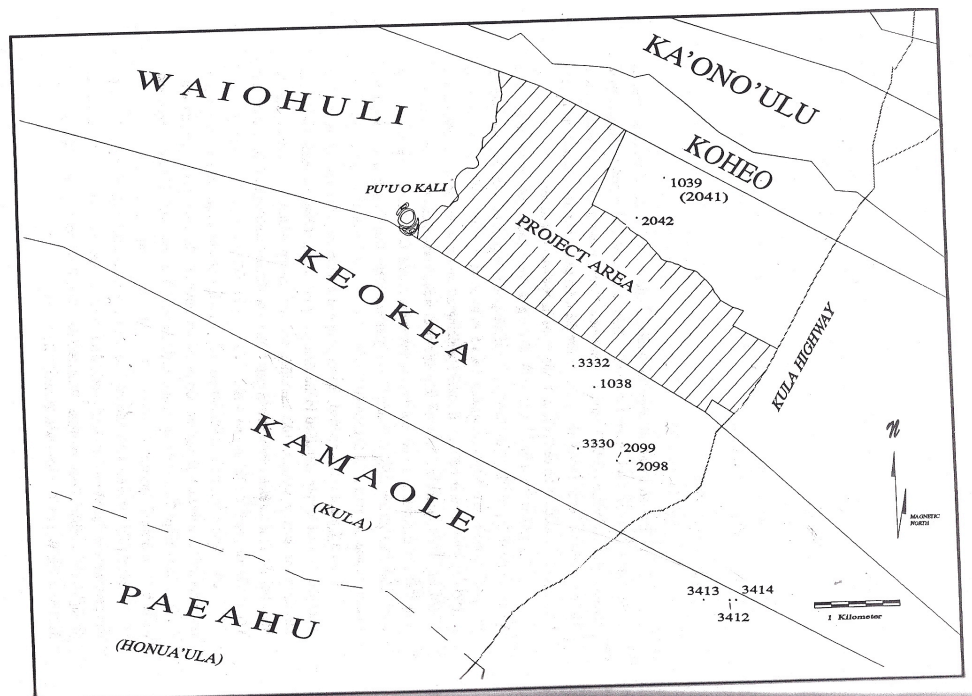 WAIOHULI
KA'ONO'ULU
KOHEO
PU'U O KALI
1039
(2041)
2042
PROJECT AREA
KEOKEA
KULA HIGHWAY
3332
1038
3330
2099
2098
KAMAOLE
(KULA)
N
MAGNETIC
NORTH
3413
3414
3412
1 Kilometer
PAEAHU
(HONUA'ULA)